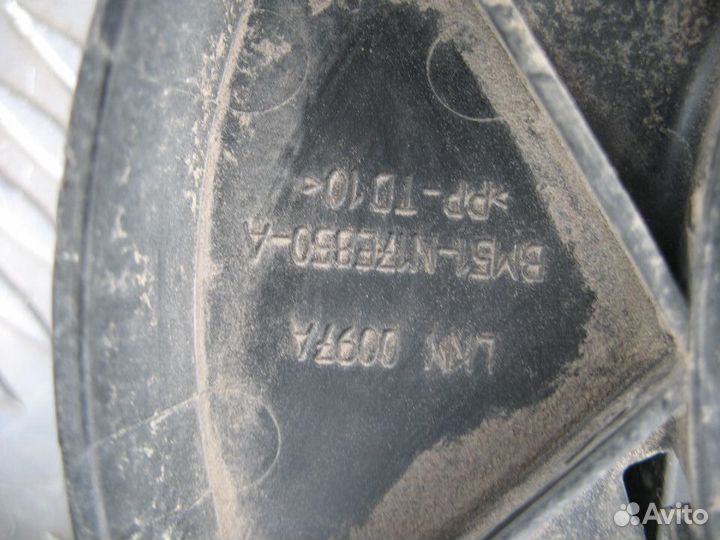 LKN 0097A
BM51-N17E850-A
>PP-TD10<
Avito